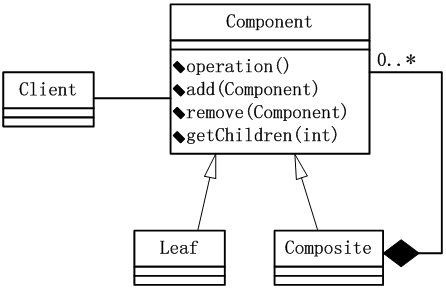 Component
0..*
operation()
Client
add(Component)
remove(Component)
getChildren(int)
Leaf
Composite